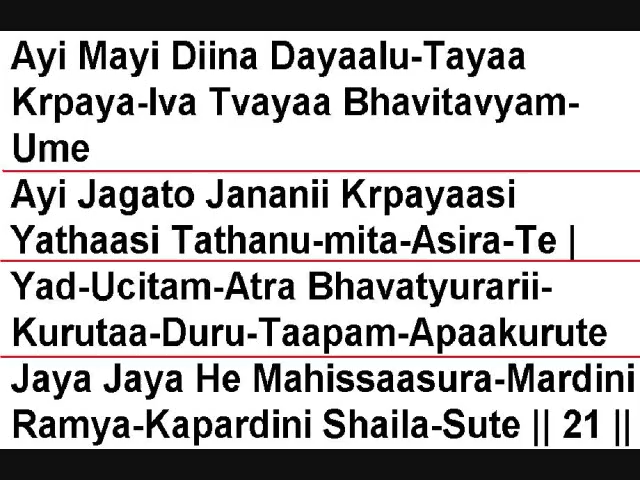 Ayi Mayi Diina Dayaalu-Tayaa
Krpaya-Iva Tvayaa Bhavitavyam-
Ume
Ayi Jagato Jananii Krpayaasi
Yathaasi Tathanu-mita-Asira-Te |
Yad-Ucitam-Atra Bhavatyurarii-
Kurutaa-Duru-Taapam-Apaakurute
Jaya Jaya He Mahissaasura-Mardini
Ramya-Kapardini Shaila-Sute || 21 ||